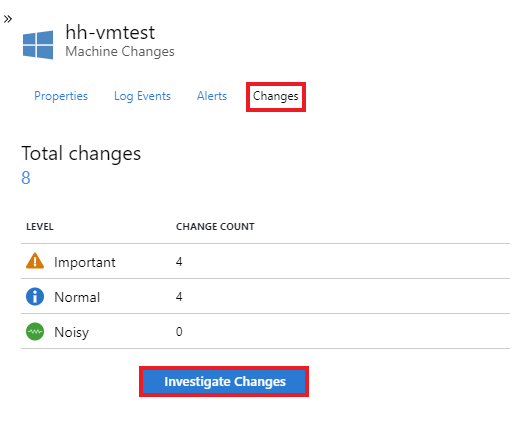 hh-vmtest
Machine Changes
Properties Log Events Alerts Changes
Total changes
8
LEVEL CHANGE COUNT
Important 4
Normal 4
Noisy 0
Investigate Changes